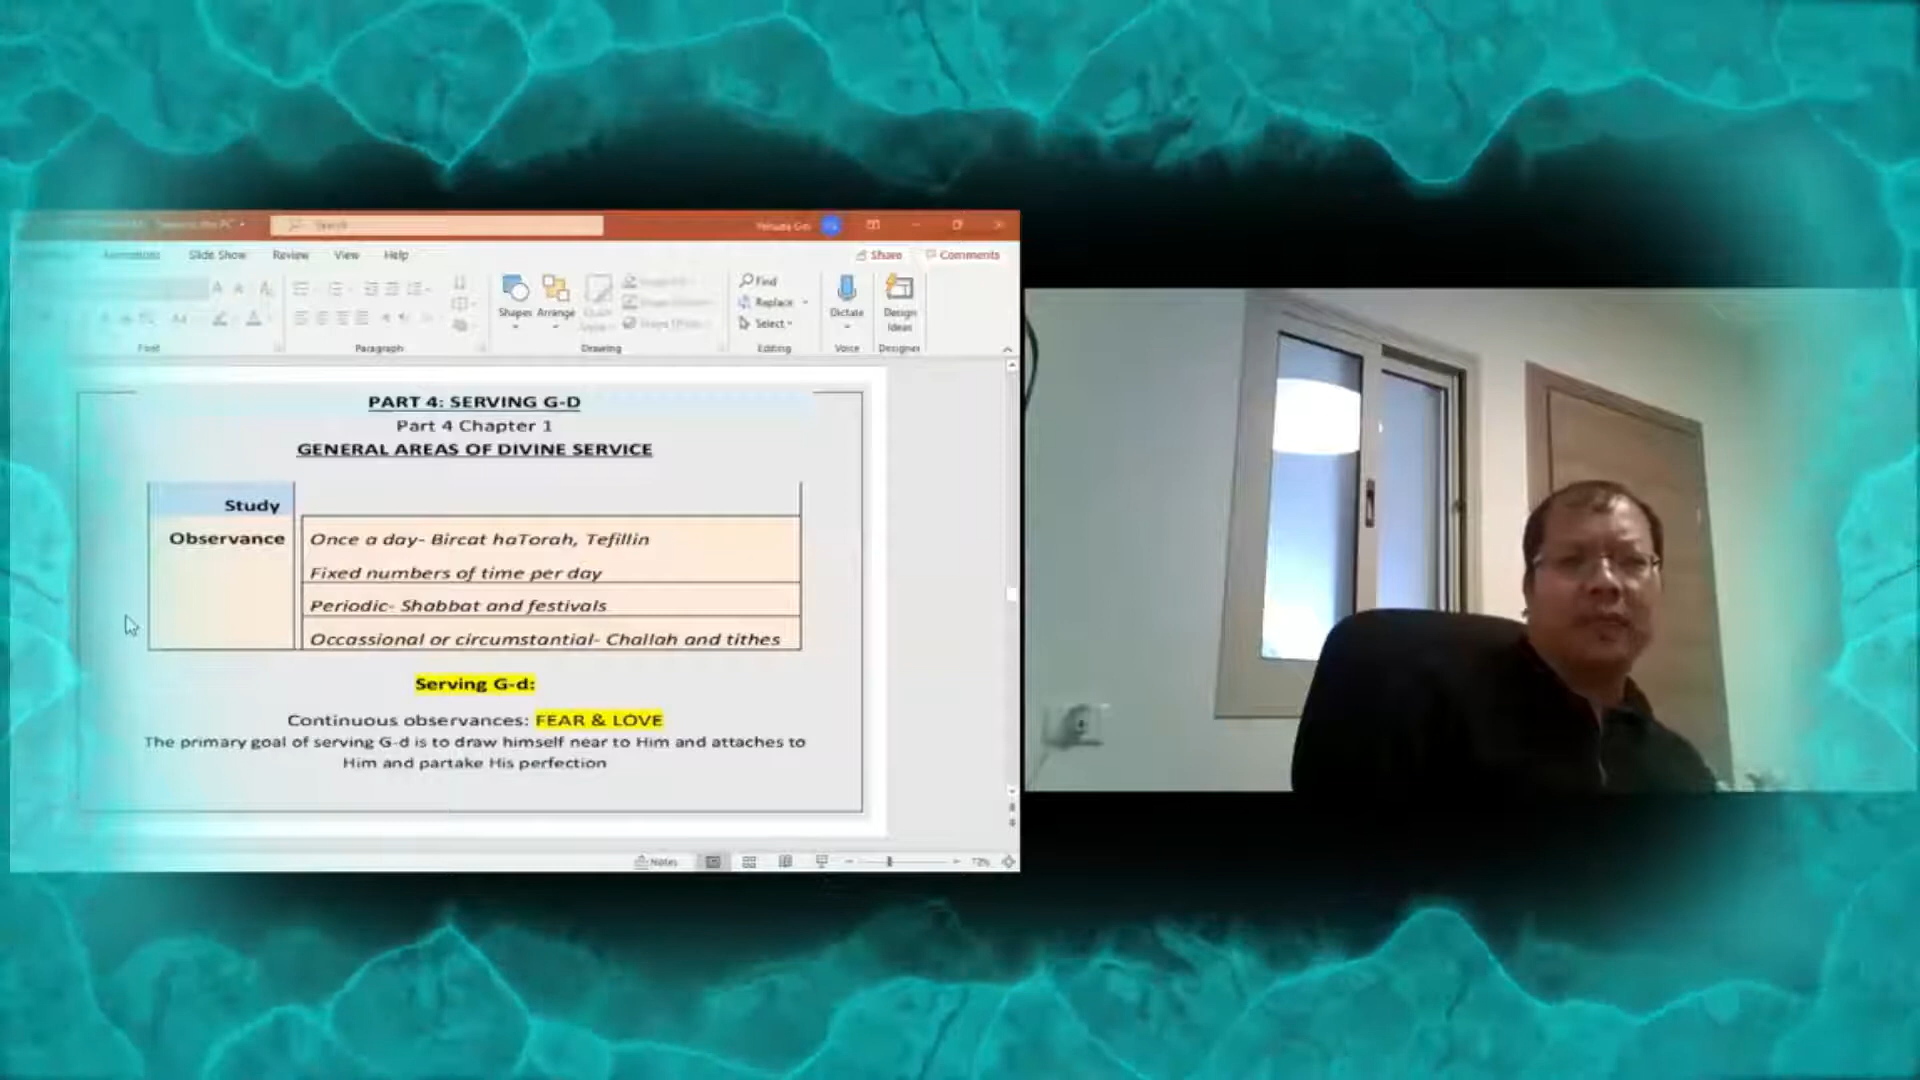 Search
Slide Show Review View Help
Share Comments
Shapes Arrange
Find
Replace
Select
Dictate
Design
Ideas
Font Paragraph Drawing Editing Voice Designer
PART 4: SERVING G-D
Part 4 Chapter 1
GENERAL AREAS OF DIVINE SERVICE
Study
Observance
Once a day- Bircat haTorah, Tefillin
Fixed numbers of time per day
Periodic- Shabbat and festivals
Occassional or circumstantial- Challah and tithes
Serving G-d:
Continuous observances: FEAR & LOVE
The primary goal of serving G-d is to draw himself near to Him and attaches to
Him and partake His perfection
Notes